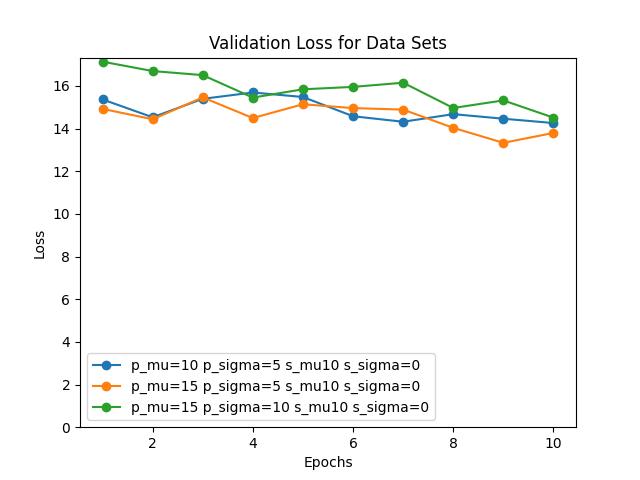 Validation Loss for Data Sets
Loss
16
14
12
10
8
6
4
2
0
p_mu=10 p_sigma=5 s_mu10 s_sigma=0
p_mu=15 p_sigma=5 s_mu10 s_sigma=0
p_mu=15 p_sigma=10 s_mu10 s_sigma=0
2 4 6 8 10
Epochs